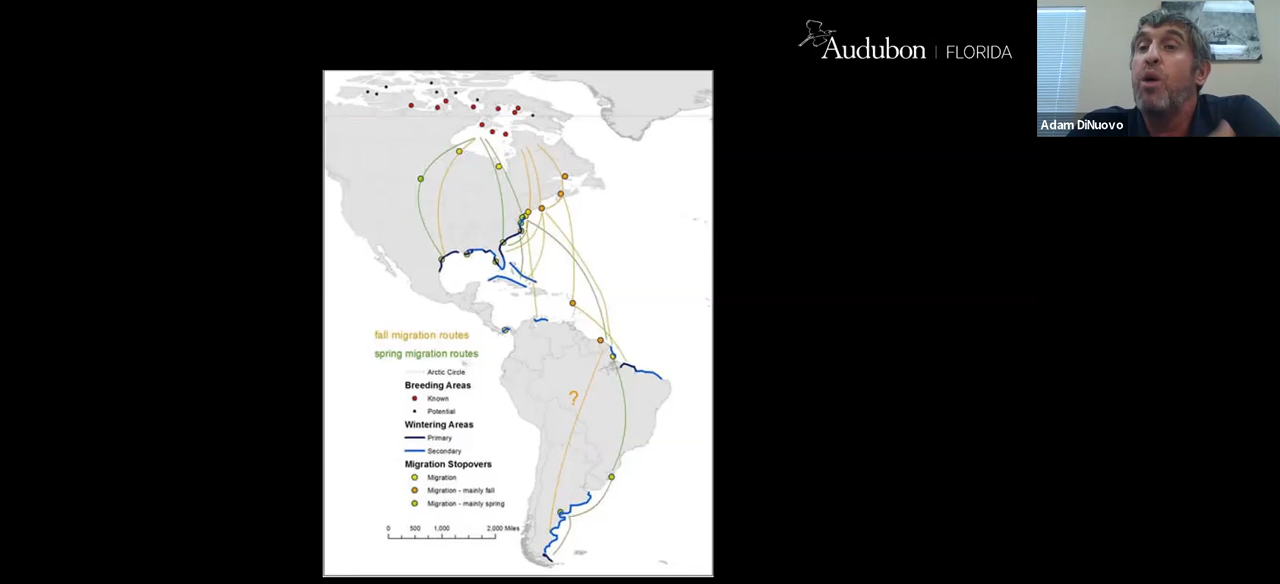 Audubon | FLORIDA
Adam DiNuovo
fall migration routes
spring migration routes
?
Arctic Circle
Breeding Areas
Known
Potential
Wintering Areas
Primary
Secondary
Migration Stopovers
Migration
Migration - mainly fall
Migration - mainly spring
0 500 1,000 2,000 Miles